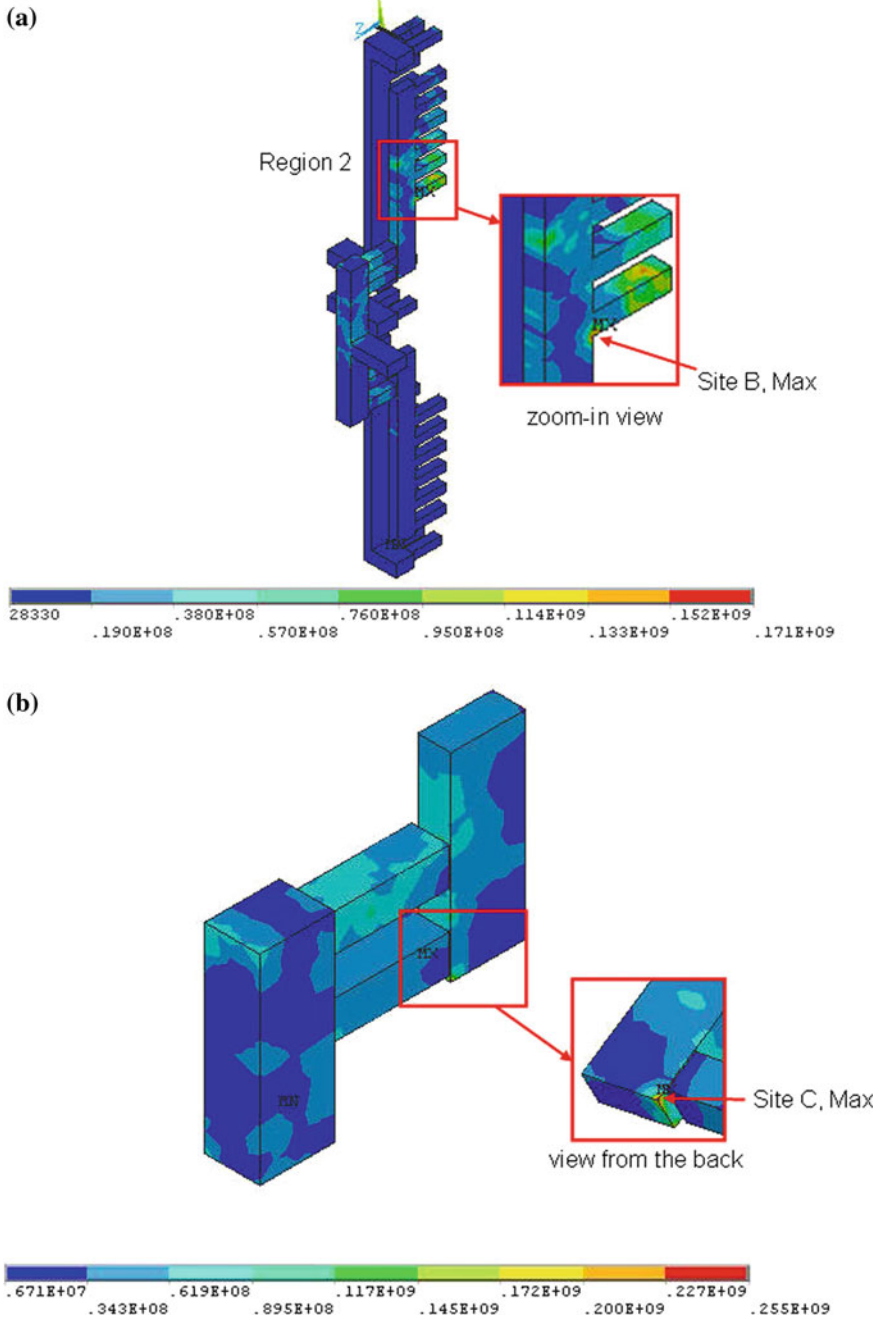 (a)
Z
Region 2
MX
MX
Site B, Max
zoom-in view
MN
28330 .380E+08 .760E+08 .114E+09 .152E+09
.190E+08 .570E+08 .950E+08 .133E+09 .171E+09
(b)
MX
MN
Site C, Max
view from the back
.671E+07 .619E+08 .117E+09 .172E+09 .227E+09
.343E+08 .895E+08 .145E+09 .200E+09 .255E+09